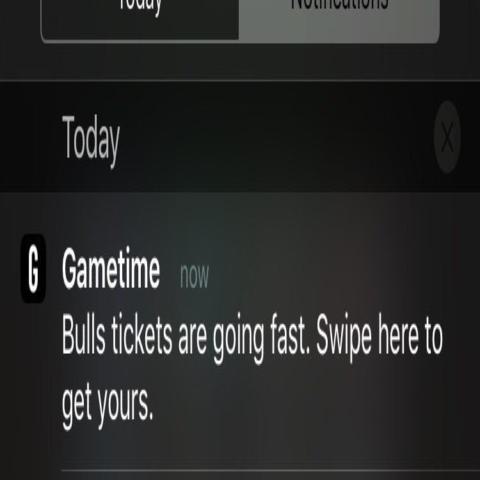 Today Notifications
Today
X
G Gametime now
Bulls tickets are going fast. Swipe here to
get yours.